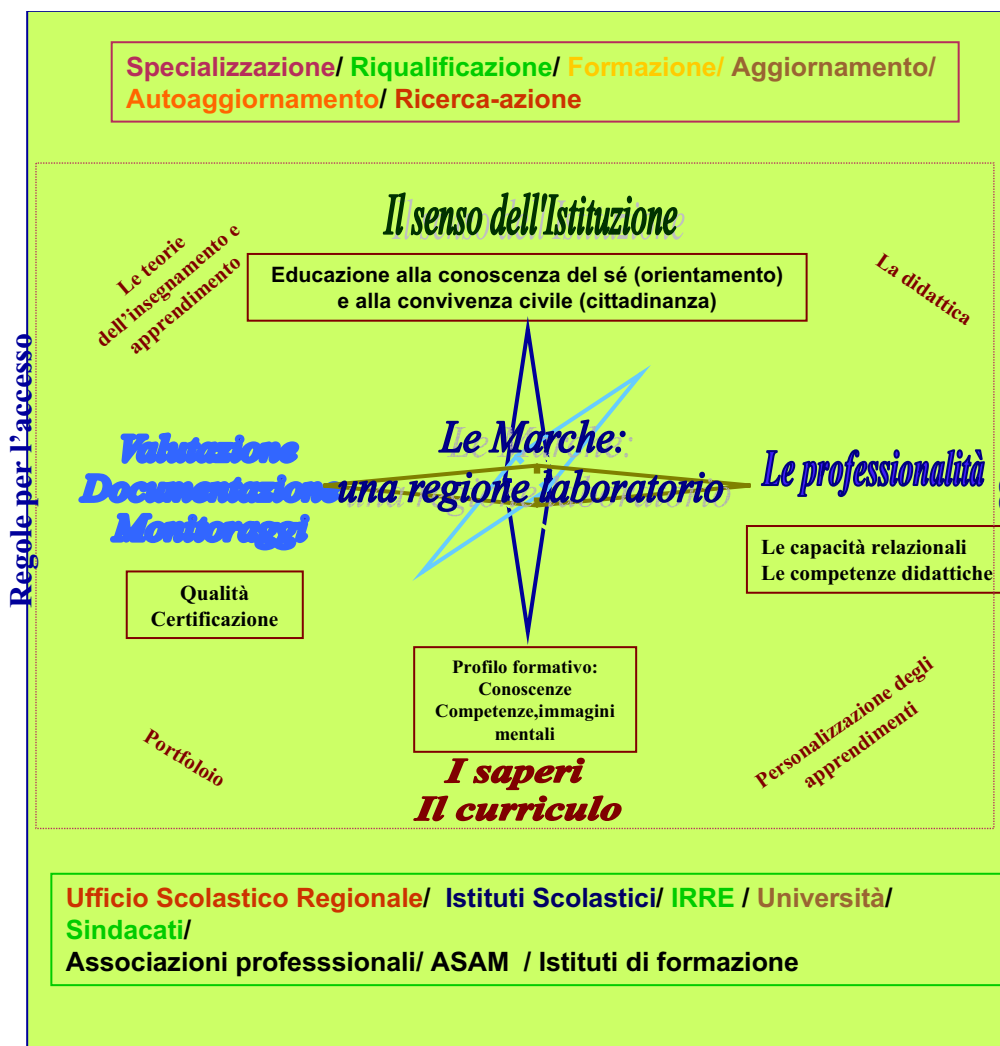 Specializzazione/ Riqualificazione/ Formazione/ Aggiornamento/
Autoaggiornamento/ Ricerca-azione
Il senso dell'Istituzione
Le teorie
dell'insegnamento e
apprendimento
Educazione alla conoscenza del sé (orientamento)
e alla convivenza civile (cittadinanza)
La didattica
Regole per l'accesso
Valutazione
Documentazione
Monitoraggi
Le Marche:
una regione laboratorio
Le professionalità
Qualità
Certificazione
Le capacità relazionali
Le competenze didattiche
Profilo formativo:
Conoscenze
Competenze,immagini
mentali
Portfoloio
Personalizzazione degli
apprendimenti
I saperi
Il curriculo
Ufficio Scolastico Regionale/ Istituti Scolastici/ IRRE / Università/
Sindacati/
Associazioni professsionali/ ASAM / Istituti di formazione